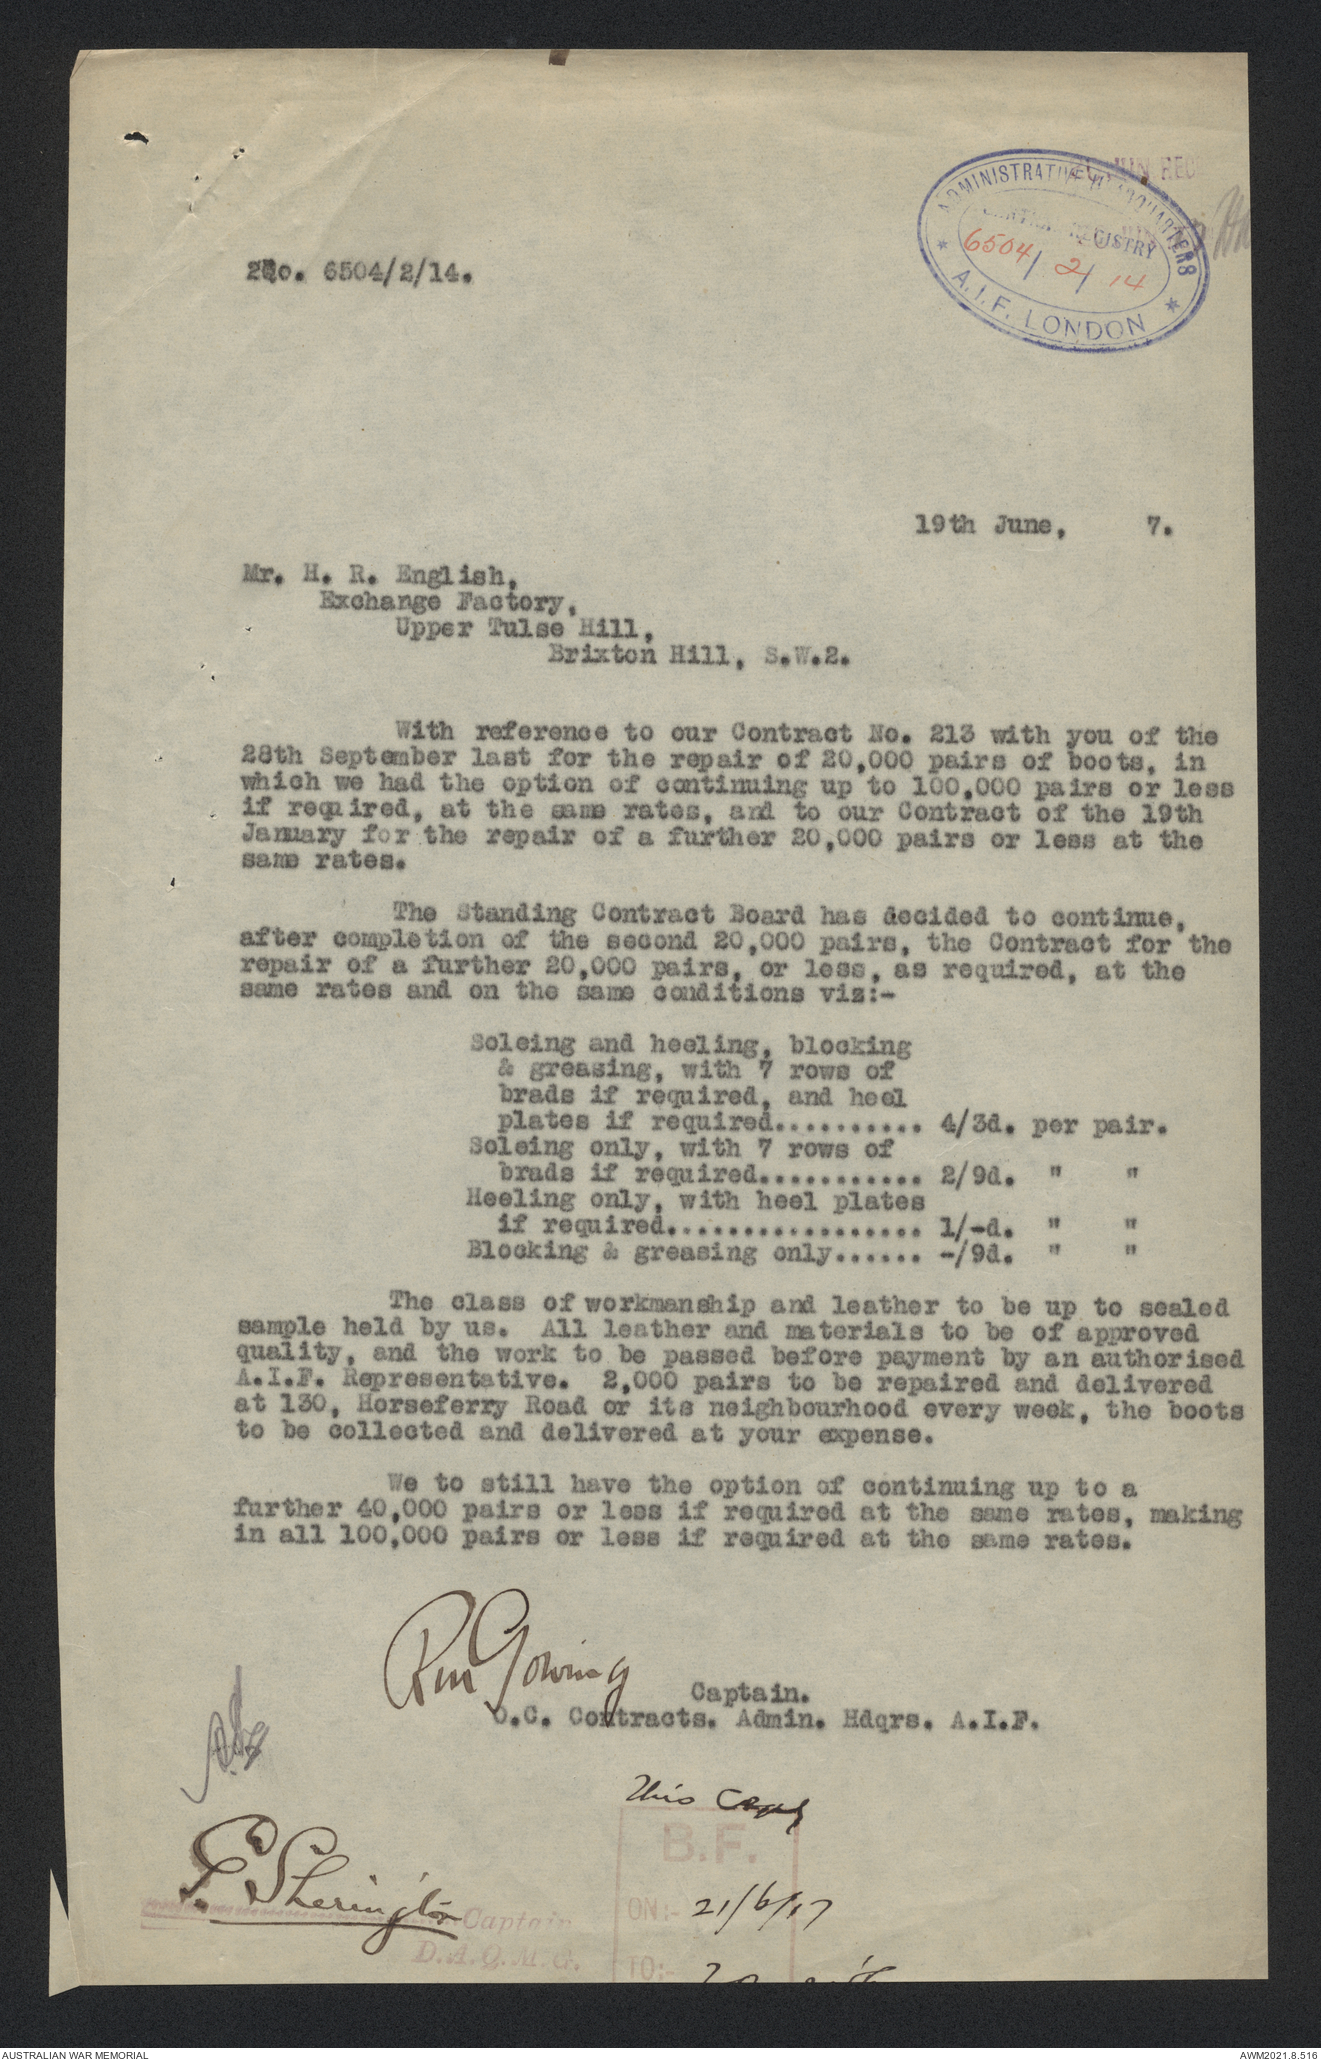 JUN REC
ADMINISTRATIVE HEADQUARTERS
CENTRAL REGISTRY
6504/ 2/ 14
A.I.F. LONDON
No. 6504/2/14.
19th June, 7.
Mr. H. R. English,
Exchange Factory,
Upper Tulse Hill,
Brixton Hill, S.W.2.
With reference to our Contract No. 213 with you of the
28th September last for the repair of 20,000 pairs of boots, in
which we had the option of continuing up to 100,000 pairs or less
if required, at the same rates, and to our Contract of the 19th
January for the repair of a further 20,000 pairs or less at the
same rates.
The Standing Contract Board has decided to continue,
after completion of the second 20,000 pairs, the Contract for the
repair of a further 20,000 pairs, or less, as required, at the
same rates and on the same conditions viz:-
Soleing and heeling, blocking
& greasing, with 7 rows of
brads if required, and heel
plates if required.......... 4/3d. per pair.
Soleing only, with 7 rows of
brads if required........... 2/9d. " "
Heeling only, with heel plates
if required................. 1/-d. " "
Blocking & greasing only...... -/9d. " "
The class of workmanship and leather to be up to sealed
sample held by us. All leather and materials to be of approved
quality, and the work to be passed before payment by an authorised
A.I.F. Representative. 2,000 pairs to be repaired and delivered
at 130, Horseferry Road or its neighbourhood every week, the boots
to be collected and delivered at your expense.
We to still have the option of continuing up to a
further 40,000 pairs or less if required at the same rates, making
in all 100,000 pairs or less if required at the same rates.
Gowing
Captain.
O.C. Contracts. Admin. Hdqrs. A.I.F.
This Copy
B.F.
ON:- 21/6/17
TO:-
Sherington
Captain
D.A.Q.M.G.
AUSTRALIAN WAR MEMORIAL
AWM2021.8.516